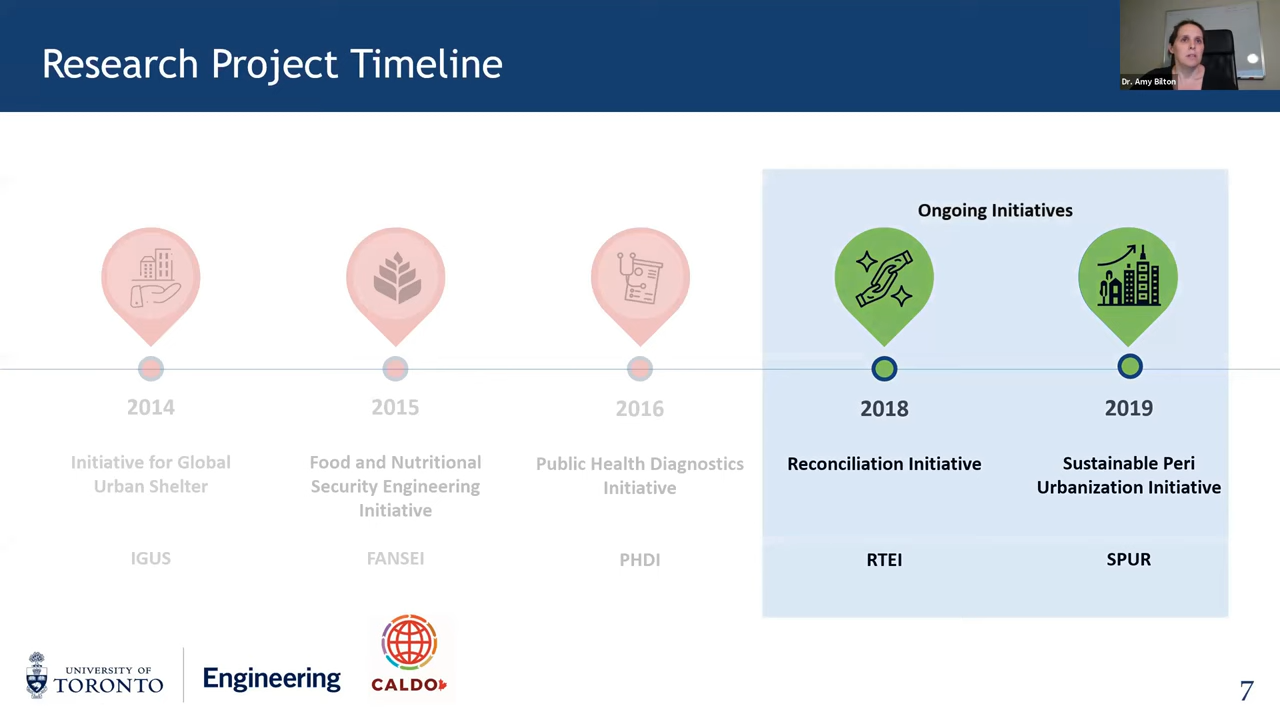 Research Project Timeline
Dr. Amy Bilton
Ongoing Initiatives
2014
2015
2016
2018
2019
Initiative for Global
Urban Shelter
Food and Nutritional
Security Engineering
Initiative
Public Health Diagnostics
Initiative
Reconciliation Initiative
Sustainable Peri
Urbanization Initiative
IGUS
FANSEI
PHDI
RTEI
SPUR
UNIVERSITY OF
TORONTO
Engineering
CALDO
7